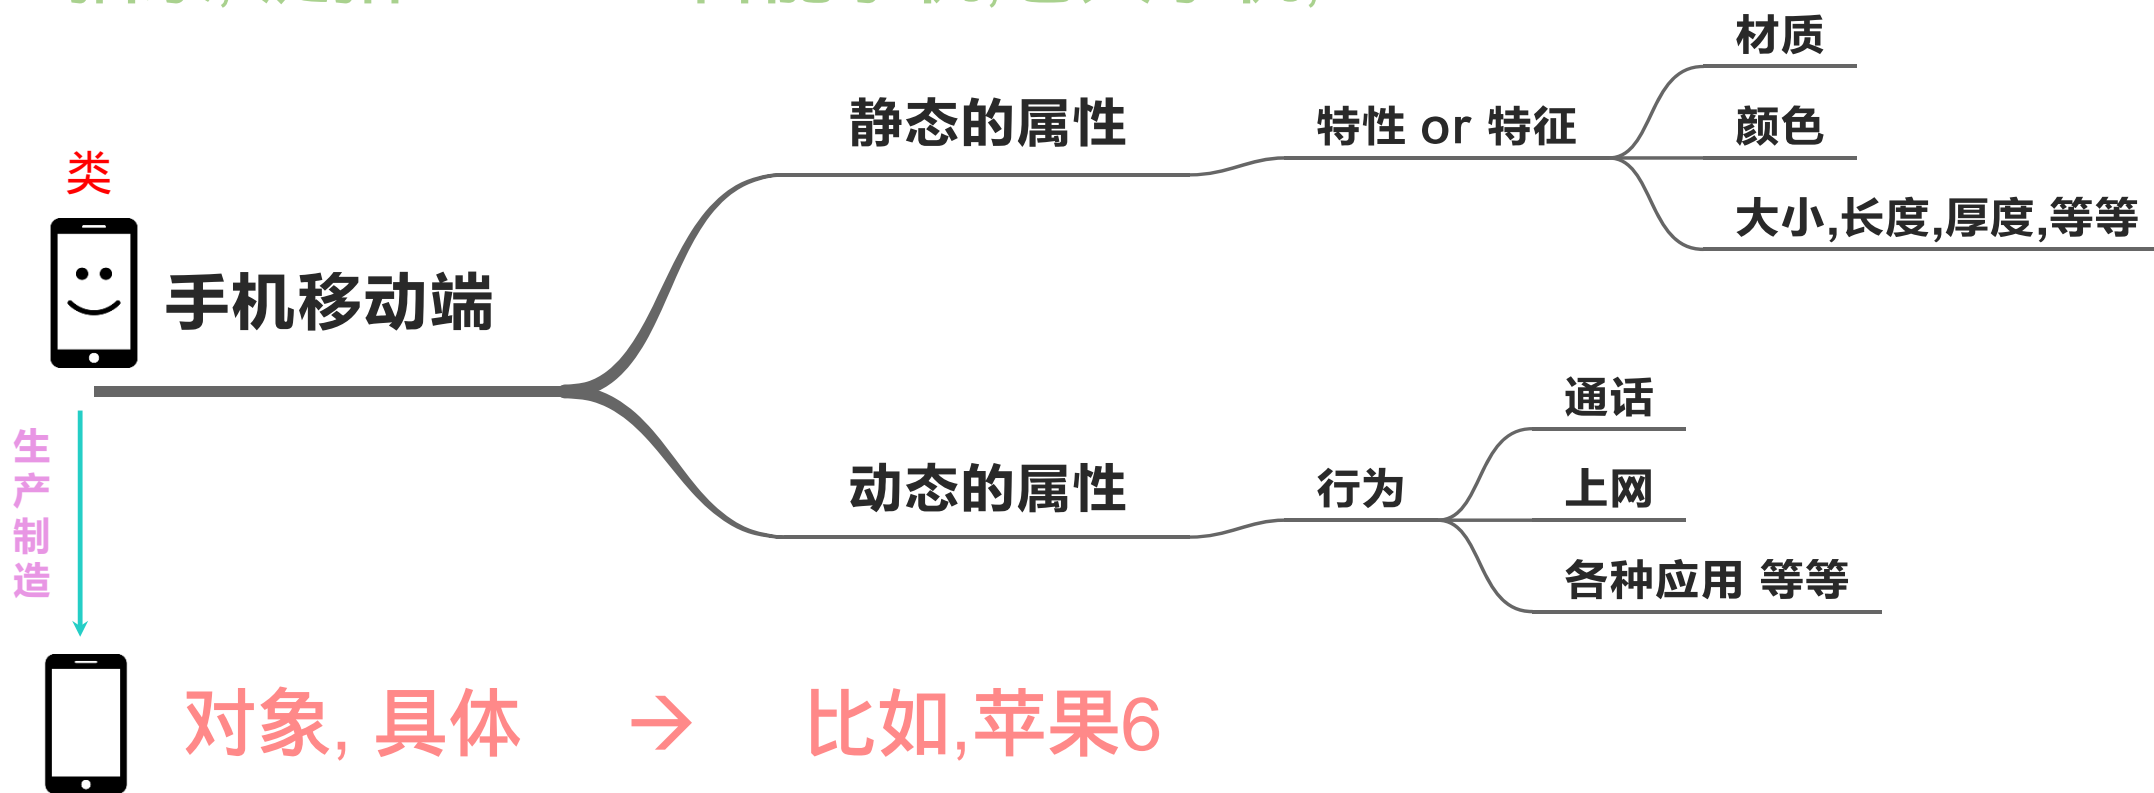 材质
静态的属性
特性 or 特征
颜色
类
大小,长度,厚度,等等
手机移动端
通话
生产制造
动态的属性
行为
上网
各种应用 等等
对象, 具体 → 比如,苹果6